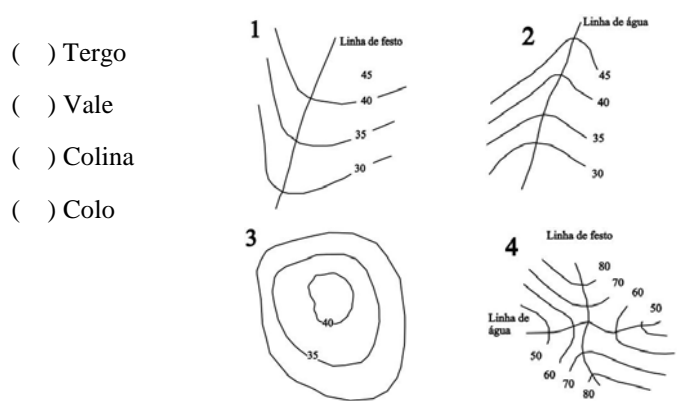 (   ) Tergo
(   ) Vale
(   ) Colina
(   ) Colo
1
Linha de festo
45
40
35
30
2
Linha de água
45
40
35
30
3
40
35
4
Linha de festo
80
70
60
50
Linha de
água
50
60
70
80